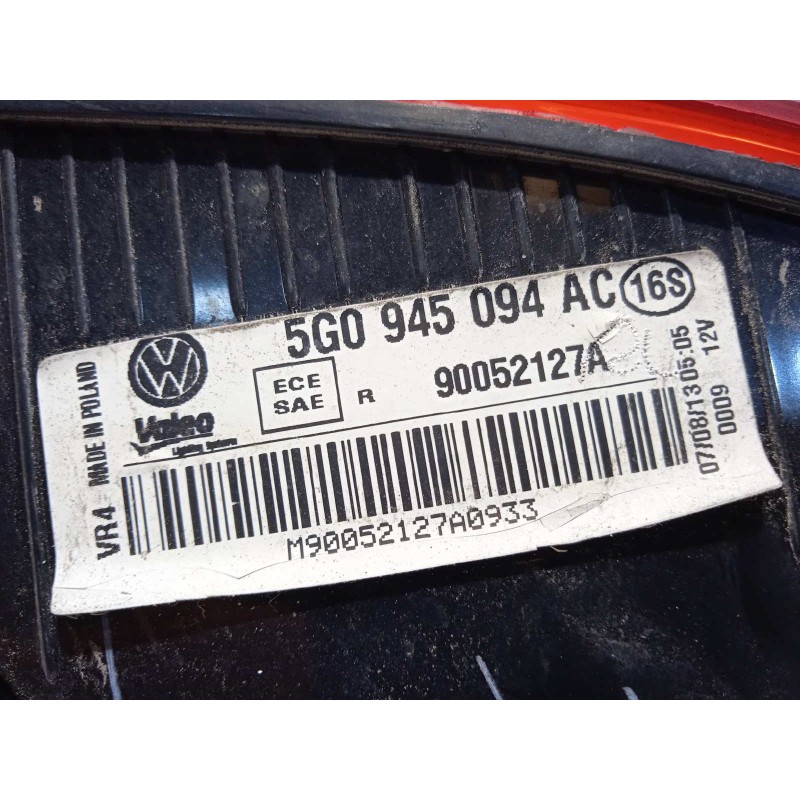 5G0 945 094 AC 16S
VW
Valeo
ECE
SAE
R
90052127A
M90052127A0933
VR4 MADE IN POLAND
07/08/13 05:05
0009 12V